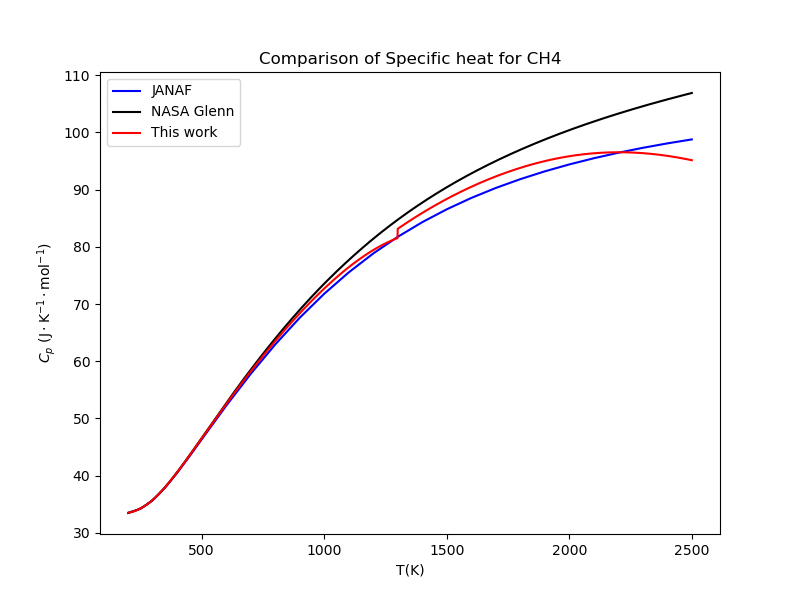 Comparison of Specific heat for CH4
JANAF
NASA Glenn
This work
110
100
90
80
70
60
50
40
30
$C_p$ (J · K$^{-1}$ · mol$^{-1}$)
500 1000 1500 2000 2500
T(K)